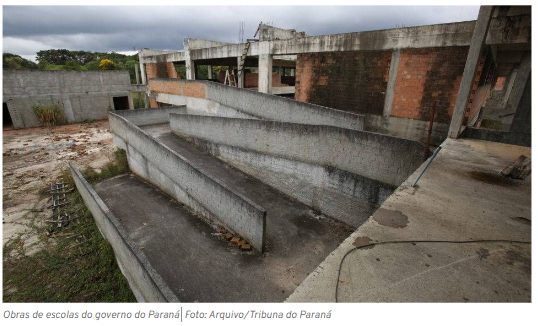 Obras de escolas do governo do Paraná| Foto: Arquivo/Tribuna do Paraná